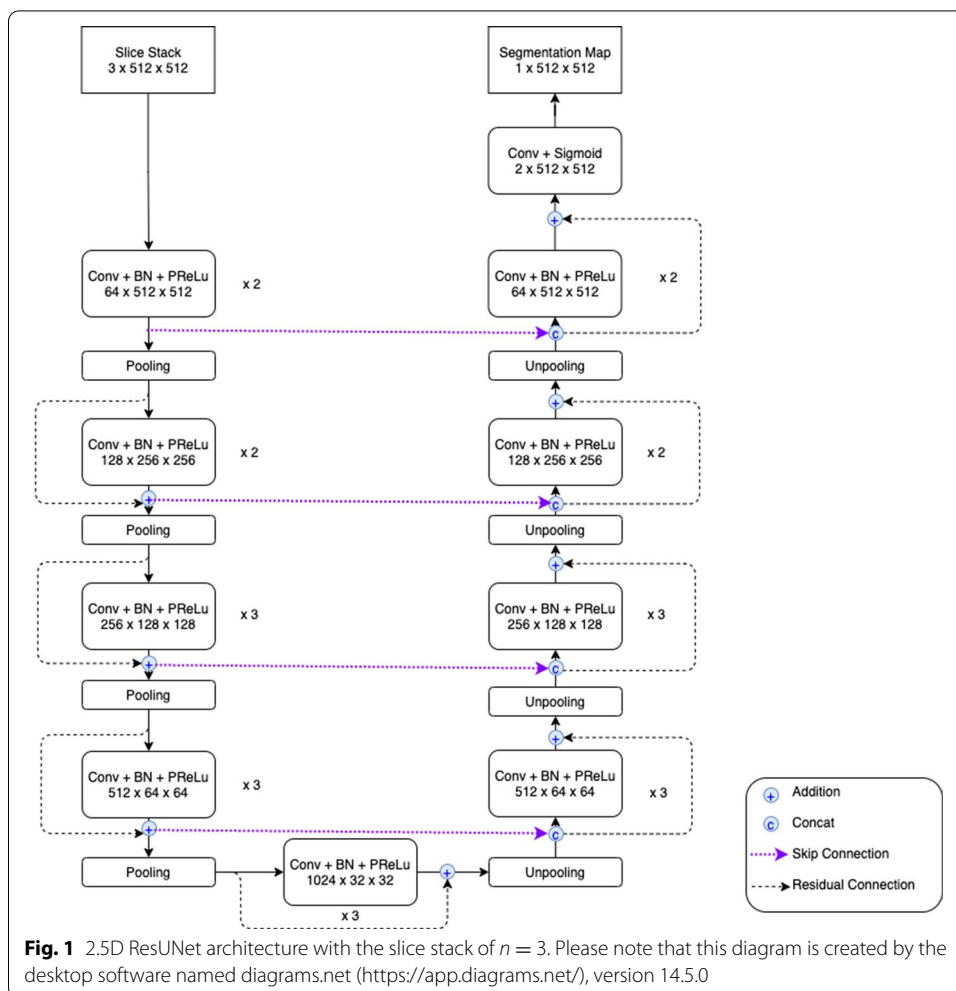 Slice Stack
3 x 512 x 512
Segmentation Map
1 x 512 x 512
Conv + Sigmoid
2 x 512 x 512
+
Conv + BN + PReLu
64 x 512 x 512
x 2
Conv + BN + PReLu
64 x 512 x 512
x 2
c
Pooling
Unpooling
+
Conv + BN + PReLu
128 x 256 x 256
x 2
Conv + BN + PReLu
128 x 256 x 256
x 2
+
c
Pooling
Unpooling
+
Conv + BN + PReLu
256 x 128 x 128
x 3
Conv + BN + PReLu
256 x 128 x 128
x 3
+
c
Pooling
Unpooling
+
Conv + BN + PReLu
512 x 64 x 64
x 3
Conv + BN + PReLu
512 x 64 x 64
x 3
+
c
Pooling
Conv + BN + PReLu
1024 x 32 x 32
x 3
+
Unpooling
+ Addition
c Concat
Skip Connection
Residual Connection
Fig. 1 2.5D ResUNet architecture with the slice stack of n = 3. Please note that this diagram is created by the
desktop software named diagrams.net (https://app.diagrams.net/), version 14.5.0